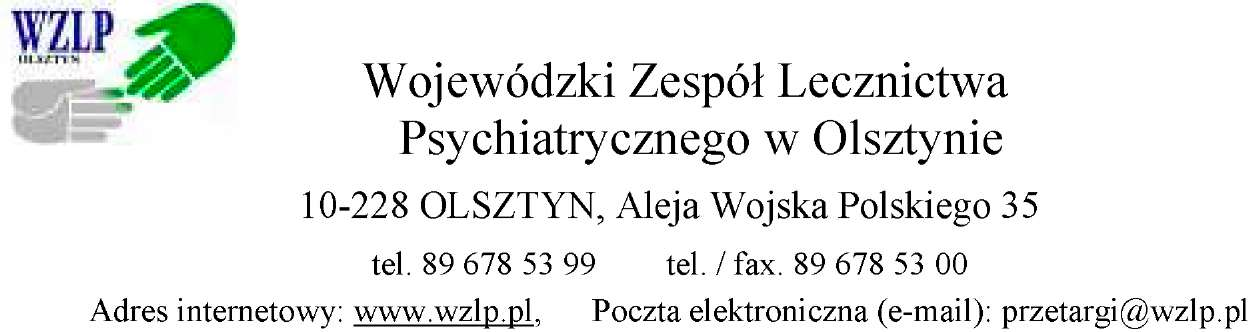 WZLP
OLSZTYN
Wojewódzki Zespół Lecznictwa
Psychiatrycznego w Olsztynie
10-228 OLSZTYN, Aleja Wojska Polskiego 35
tel. 89 678 53 99 tel. / fax. 89 678 53 00
Adres internetowy: www.wzlp.pl, Poczta elektroniczna (e-mail): przetargi@wzlp.pl